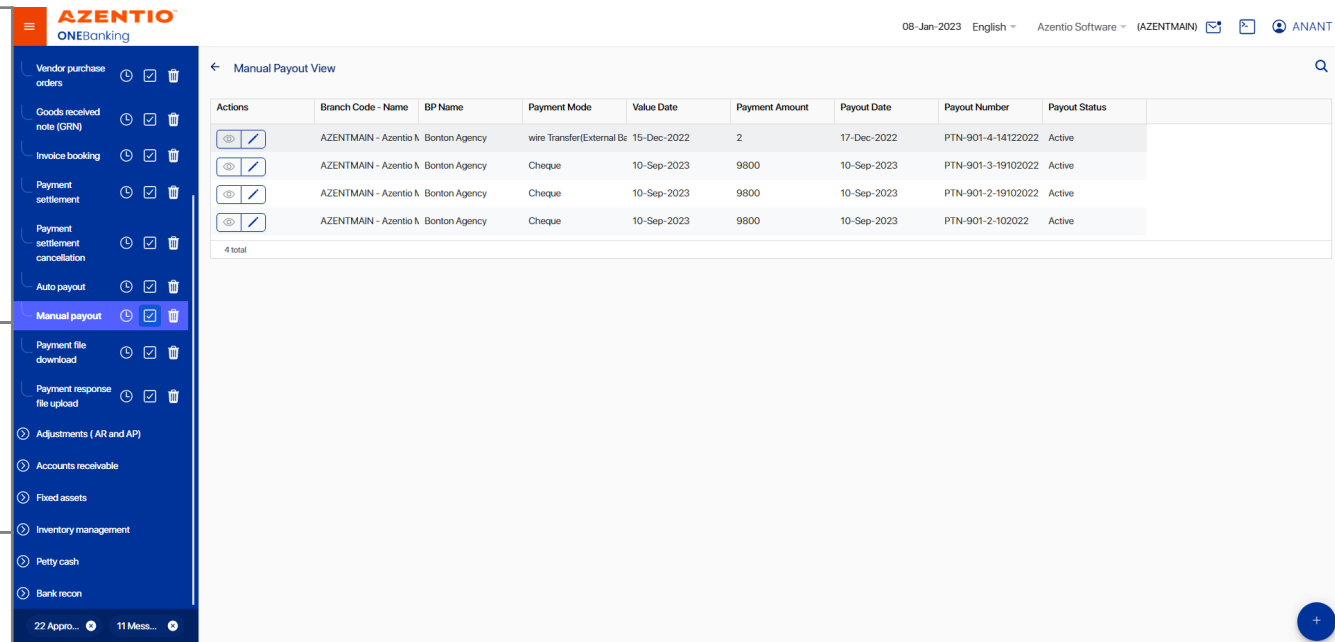 AZENTIO
ONEBanking
08-Jan-2023 English Azentio Software (AZENTMAIN) ANANT
Vendor purchase
orders
Goods received
note (GRN)
Invoice booking
Payment
settlement
Payment
settlement
cancellation
Auto payout
Manual payout
Payment file
download
Payment response
file upload
Adjustments ( AR and AP)
Accounts receivable
Fixed assets
Inventory management
Petty cash
Bank recon
22 Appro... 11 Mess...
Manual Payout View
Actions Branch Code - Name BP Name Payment Mode Value Date Payment Amount Payout Date Payout Number Payout Status
AZENTMAIN - Azentio M Bonton Agency wire Transfer(External Ba 15-Dec-2022 2 17-Dec-2022 PTN-901-4-14122022 Active
AZENTMAIN - Azentio M Bonton Agency Cheque 10-Sep-2023 9800 10-Sep-2023 PTN-901-3-19102022 Active
AZENTMAIN - Azentio M Bonton Agency Cheque 10-Sep-2023 9800 10-Sep-2023 PTN-901-2-19102022 Active
AZENTMAIN - Azentio M Bonton Agency Cheque 10-Sep-2023 9800 10-Sep-2023 PTN-901-2-102022 Active
4 total